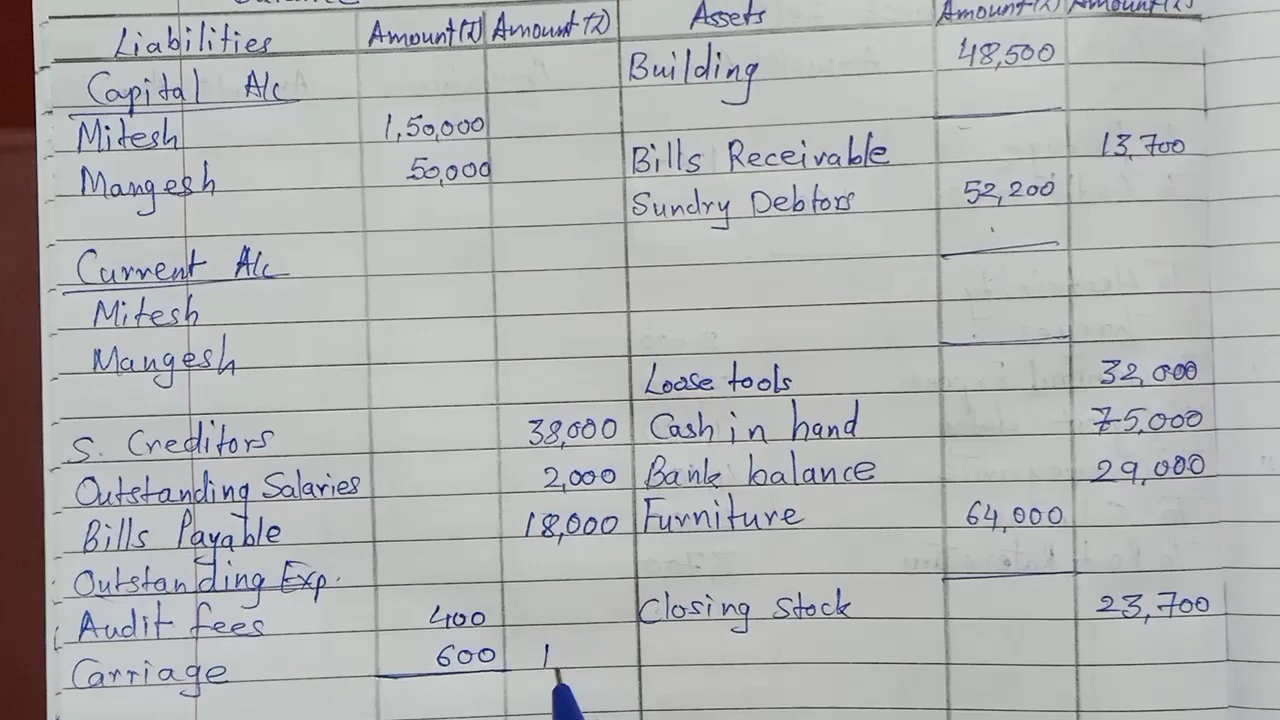 Liabilities Amount(₹) Amount(₹) Assets Amount(₹) Amount(₹)
Capital A/c Building 48,500
Mitesh 1,50,000 Bills Receivable 13,700
Mangesh 50,000 Sundry Debtors 52,200
Current A/c
Mitesh
Mangesh Loose tools 32,000
S. Creditors 38,000 Cash in hand 75,000
Outstanding Salaries 2,000 Bank balance 29,000
Bills Payable 18,000 Furniture 64,000
Outstanding Exp.
Audit fees 400 Closing Stock 23,700
Carriage 600 1